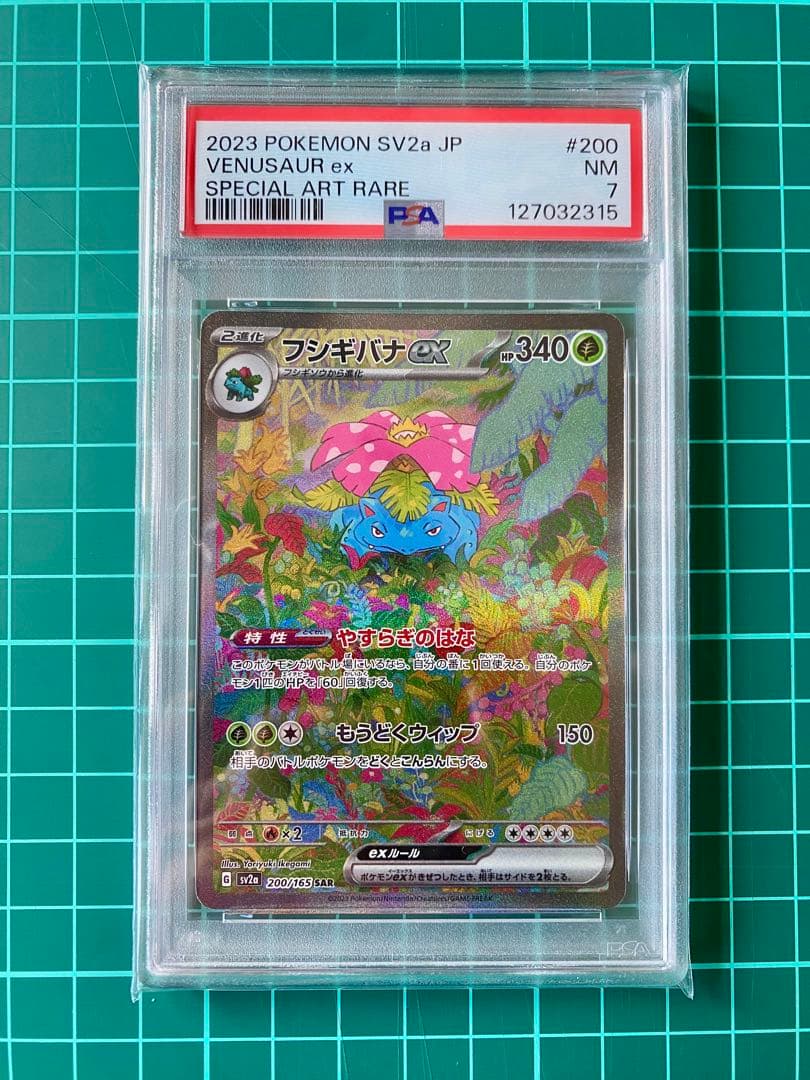 2023 POKEMON SV2a JP #200
VENUSAUR ex NM
SPECIAL ART RARE 7
PSA 127032315
2進化 フシギバナex HP340
フシギソウから進化
特性 とくせい やすらぎのはな
このポケモンがバトル場にいるなら、自分の番に1回使える。自分のポケ
モン1匹のHPを「60」回復する。
もうどくウィップ 150
相手のバトルポケモンをどくとこんらんにする。
弱点 ×2 抵抗力 にげる
exルール
ポケモンexがきぜつしたとき、相手はサイドを2枚とる。
Illus. Yoriyuki Ikegami
G sv2a 200/165 SAR
©2023 Pokémon/Nintendo/Creatures/GAME FREAK
PSA